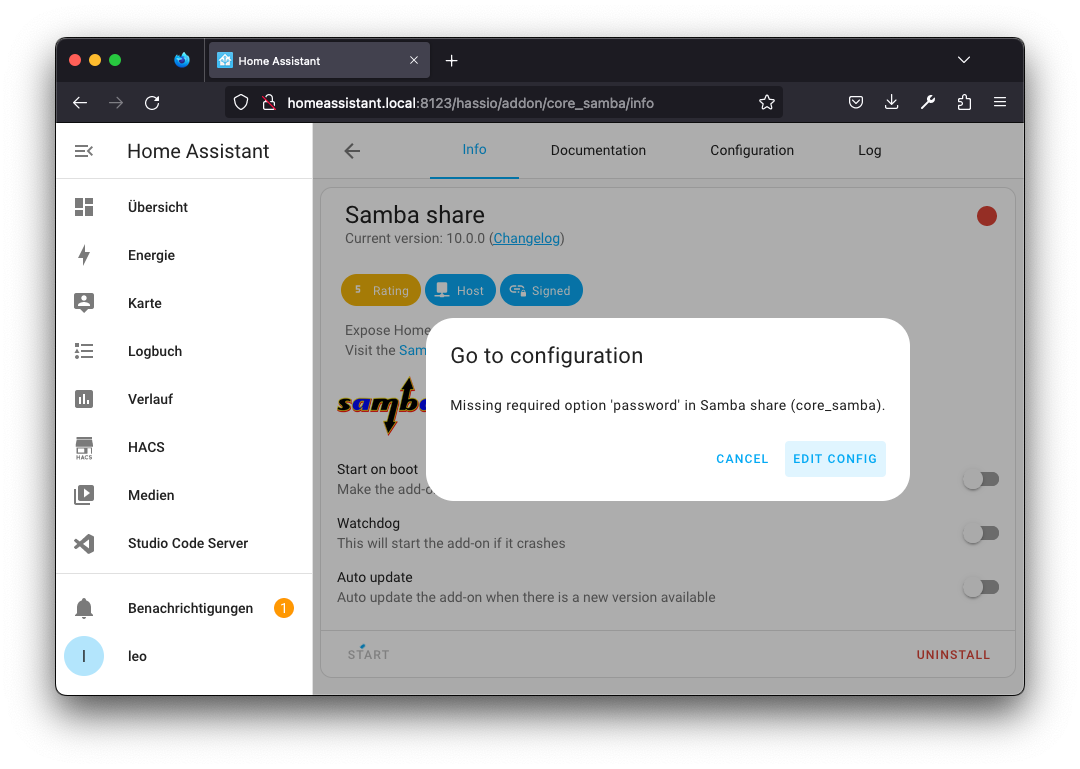 Home Assistant
homeassistant.local:8123/hassio/addon/core_samba/info
Home Assistant
Übersicht
Energie
Karte
Logbuch
Verlauf
HACS
HACS
Medien
Studio Code Server
Benachrichtigungen
1
l
leo
Info
Documentation
Configuration
Log
Samba share
Current version: 10.0.0 (Changelog)
5 Rating
Host
Signed
Expose Home
Visit the Sam
samba
Go to configuration
Missing required option 'password' in Samba share (core_samba).
CANCEL
EDIT CONFIG
Start on boot
Make the add-o
Watchdog
This will start the add-on if it crashes
Auto update
Auto update the add-on when there is a new version available
START
UNINSTALL